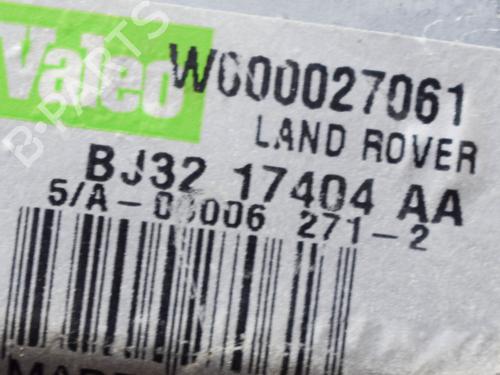 Valeo
W000027061
LAND ROVER
BJ32 17404 AA
5/A-00006 271-2
B-PARTS